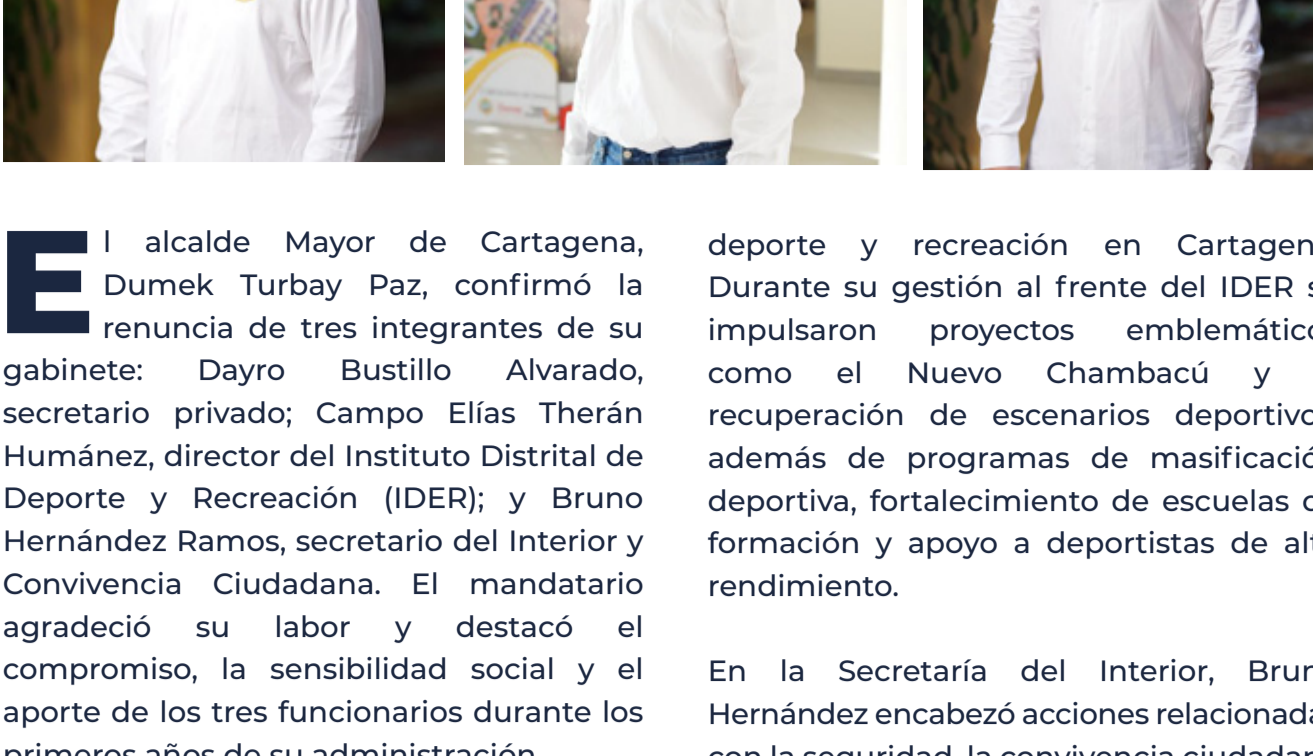 El alcalde Mayor de Cartagena,
Dumek Turbay Paz, confirmó la
renuncia de tres integrantes de su
gabinete: Dayro Bustillo Alvarado,
secretario privado; Campo Elías Therán
Humánez, director del Instituto Distrital de
Deporte y Recreación (IDER); y Bruno
Hernández Ramos, secretario del Interior y
Convivencia Ciudadana. El mandatario
agradeció su labor y destacó el
compromiso, la sensibilidad social y el
aporte de los tres funcionarios durante los
primeros años de su administración.
deporte y recreación en
Durante su gestión al frente del IDER
impulsaron proyectos
como el Nuevo Chambacú y
recuperación de escenarios
además de programas de
deportiva, fortalecimiento de escuelas
formación y apoyo a deportistas de
rendimiento.
En la Secretaría del Interior,
Hernández encabezó acciones
con la seguridad, la convivencia